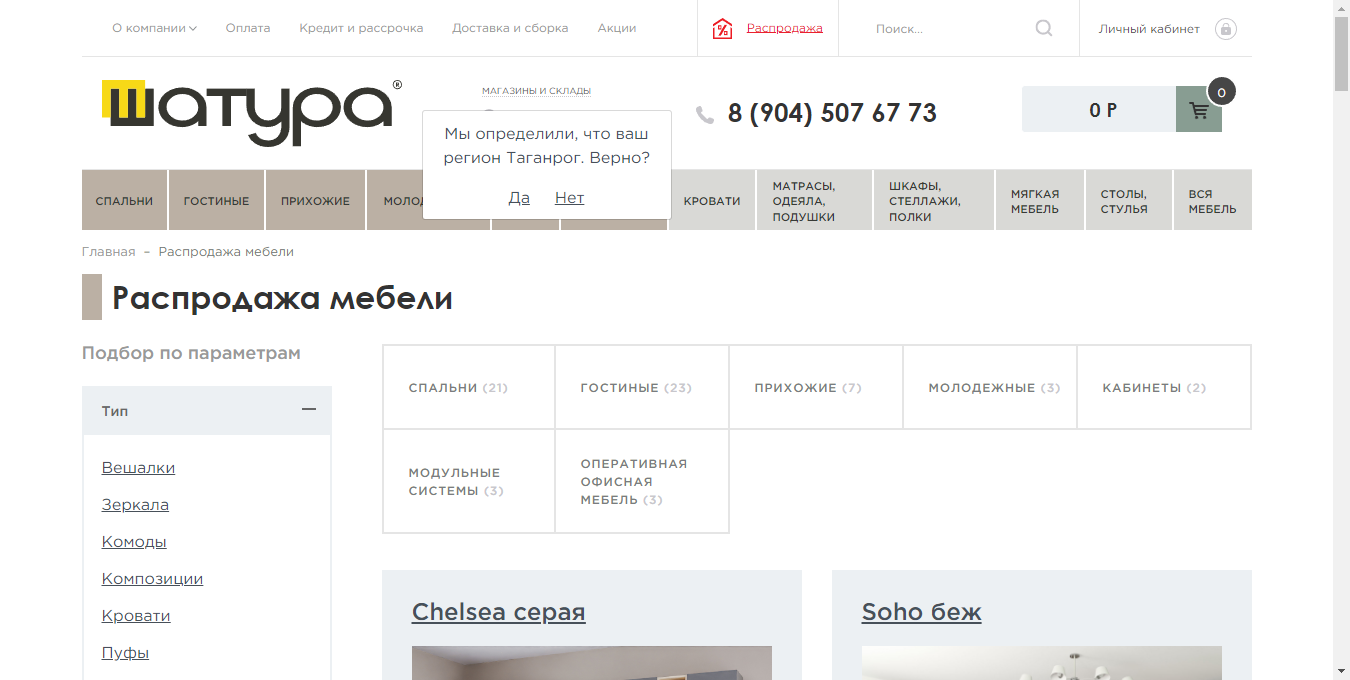 О компании
Оплата
Кредит и рассрочка
Доставка и сборка
Акции
Распродажа
Поиск...
Личный кабинет
шатура®
МАГАЗИНЫ И СКЛАДЫ
8 (904) 507 67 73
0 Р
0
Мы определили, что ваш
регион Таганрог. Верно?
Да Нет
СПАЛЬНИ
ГОСТИНЫЕ
ПРИХОЖИЕ
КРОВАТИ
МАТРАСЫ,
ОДЕЯЛА,
ПОДУШКИ
ШКАФЫ,
СТЕЛЛАЖИ,
ПОЛКИ
МЯГКАЯ
МЕБЕЛЬ
СТОЛЫ,
СТУЛЬЯ
ВСЯ
МЕБЕЛЬ
Главная – Распродажа мебели
Распродажа мебели
Подбор по параметрам
Тип
Вешалки
Зеркала
Комоды
Композиции
Кровати
Пуфы
СПАЛЬНИ (21)
ГОСТИНЫЕ (23)
ПРИХОЖИЕ (7)
МОЛОДЕЖНЫЕ (3)
КАБИНЕТЫ (2)
МОДУЛЬНЫЕ
СИСТЕМЫ (3)
ОПЕРАТИВНАЯ
ОФИСНАЯ
МЕБЕЛЬ (3)
Chelsea серая
Soho беж